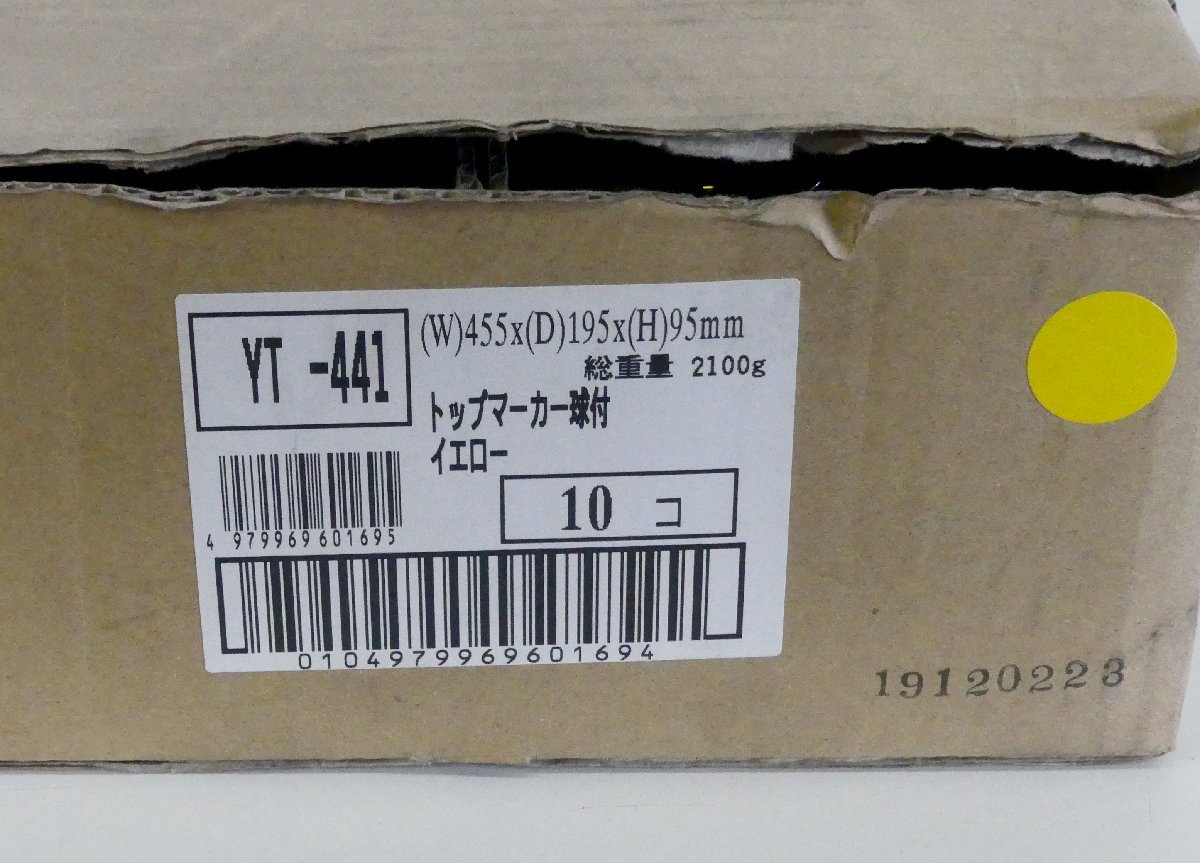 YT -441
(W)455x(D)195x(H)95mm
総重量 2100g
トップマーカー球付
イエロー
10 コ
4 979969 601695
0104979969601694
19120223